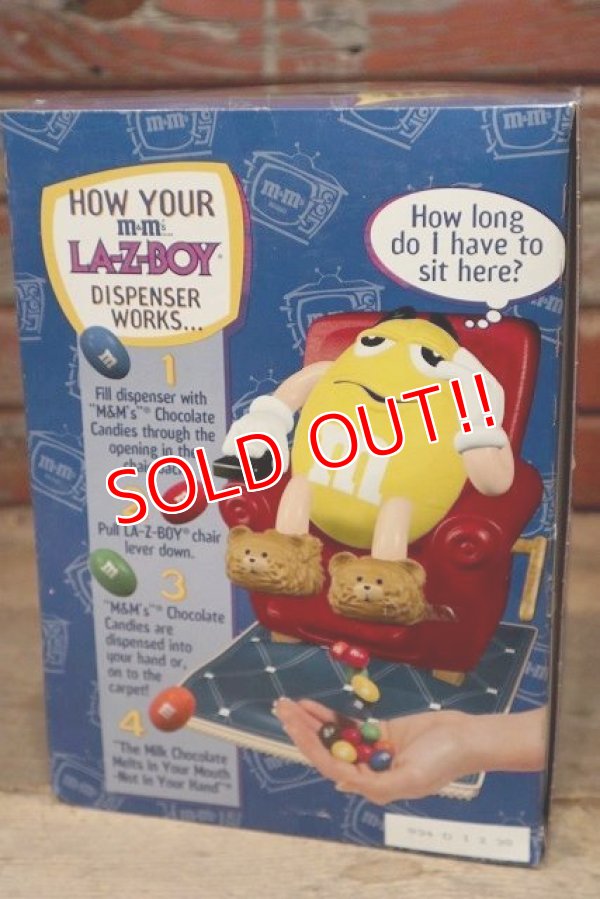 HOW YOUR
m&m's
LA-Z-BOY®
DISPENSER
WORKS...
How long
do I have to
sit here?
1
Fill dispenser with
"M&M's"® Chocolate
Candies through the
opening in the
chair back.
SOLD OUT!!
Pull LA-Z-BOY® chair
lever down.
3
"M&M's"® Chocolate
Candies are
dispensed into
your hand or,
on to the
carpet!
4
"The Milk Chocolate
Melts in Your Mouth
-Not in Your Hand"®
m
m
m
m